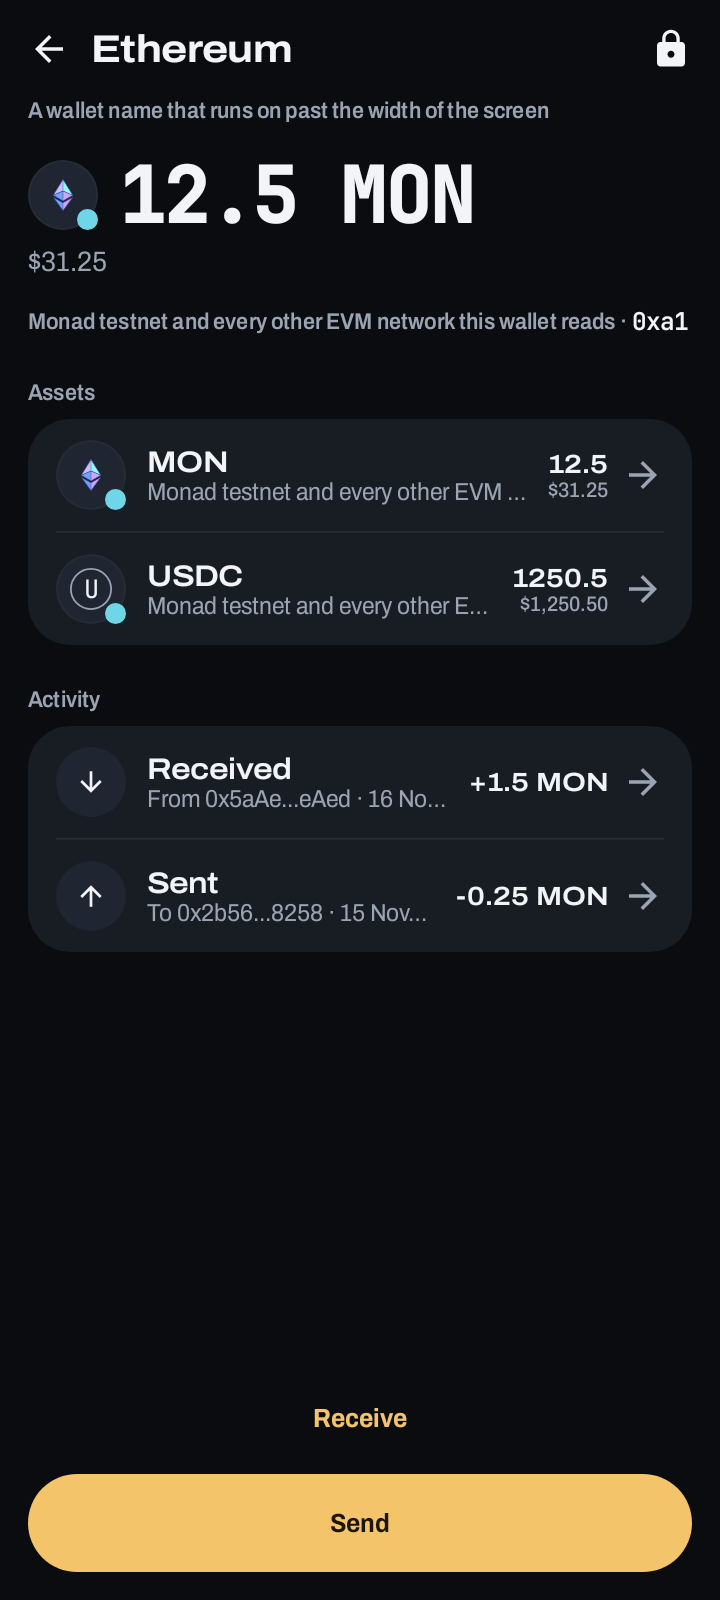 Ethereum
A wallet name that runs on past the width of the screen
12.5 MON
$31.25
Monad testnet and every other EVM network this wallet reads · 0xa1
Assets
MON
12.5
Monad testnet and every other EVM ...
$31.25
U
USDC
1250.5
Monad testnet and every other E...
$1,250.50
Activity
Received
From 0x5aAe...eAed · 16 No...
+1.5 MON
Sent
To 0x2b56...8258 · 15 Nov...
-0.25 MON
Receive
Send